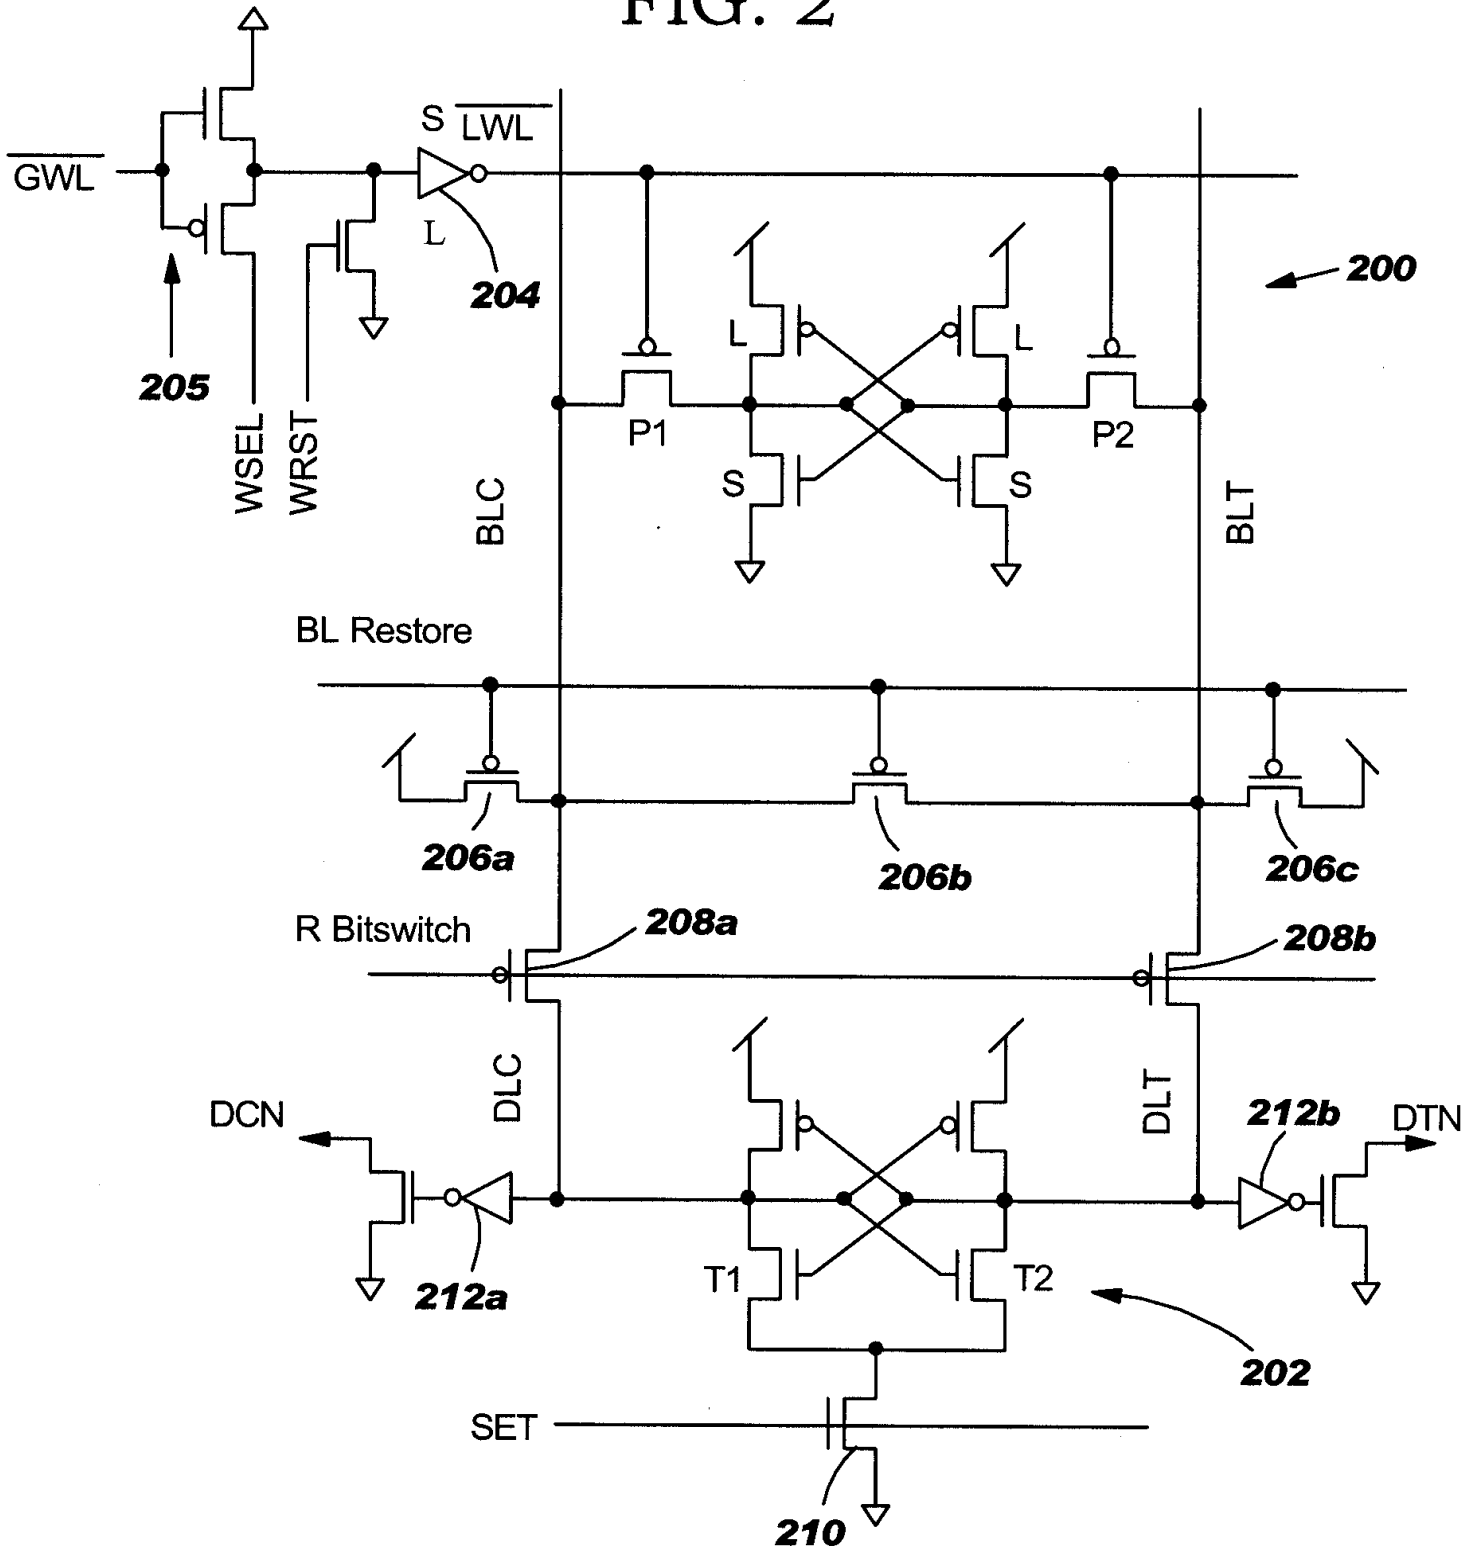 FIG. 2
S
LWL
GWL
L
204
200
205
L
L
WSEL
WRST
P1
P2
S
S
BLC
BLT
BL Restore
206a
206b
206c
R Bitswitch
208a
208b
DLC
DLT
DCN
212b
DTN
212a
T1
T2
202
SET
210